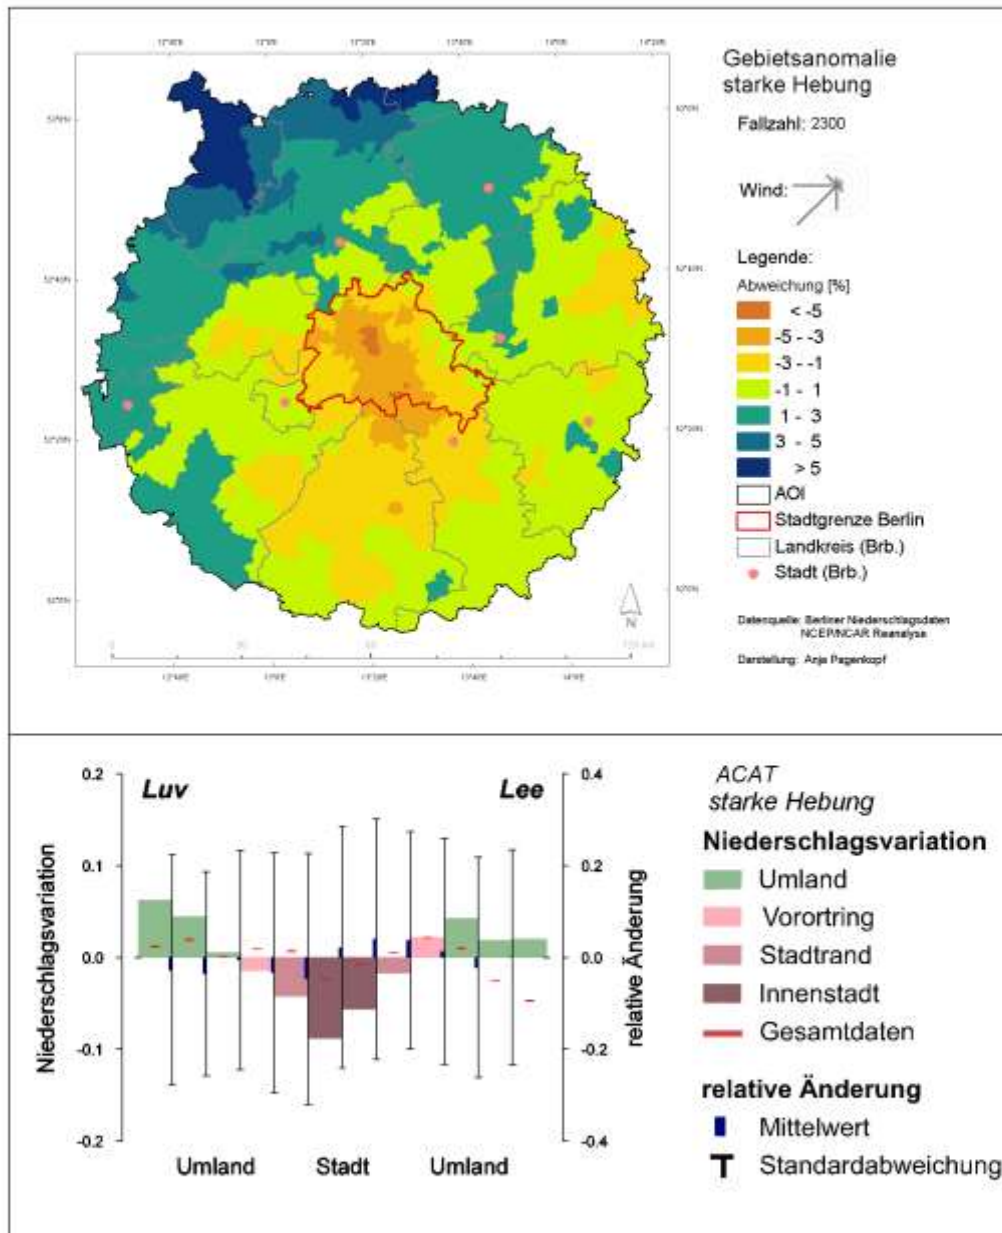 Gebietsanomalie
starke Hebung
Fallzahl: 2300
Wind:
Legende:
Abweichung [%]
< -5
-5 - -3
-3 - -1
-1 - 1
1 - 3
3 - 5
> 5
AOI
Stadtgrenze Berlin
Landkreis (Brb.)
Stadt (Brb.)
N
Datenquelle: Berliner Niederschlagsdaten
NCEP/NCAR Reanalyse
Darstellung: Anja Pagenkopf
0.2
0.1
0.0
-0.1
-0.2
Niederschlagsvariation
Luv
Lee
0.4
0.2
0.0
-0.2
-0.4
relative Änderung
Umland
Stadt
Umland
ACAT
starke Hebung
Niederschlagsvariation
Umland
Vorortring
Stadtrand
Innenstadt
Gesamtdaten
relative Änderung
Mittelwert
Standardabweichung